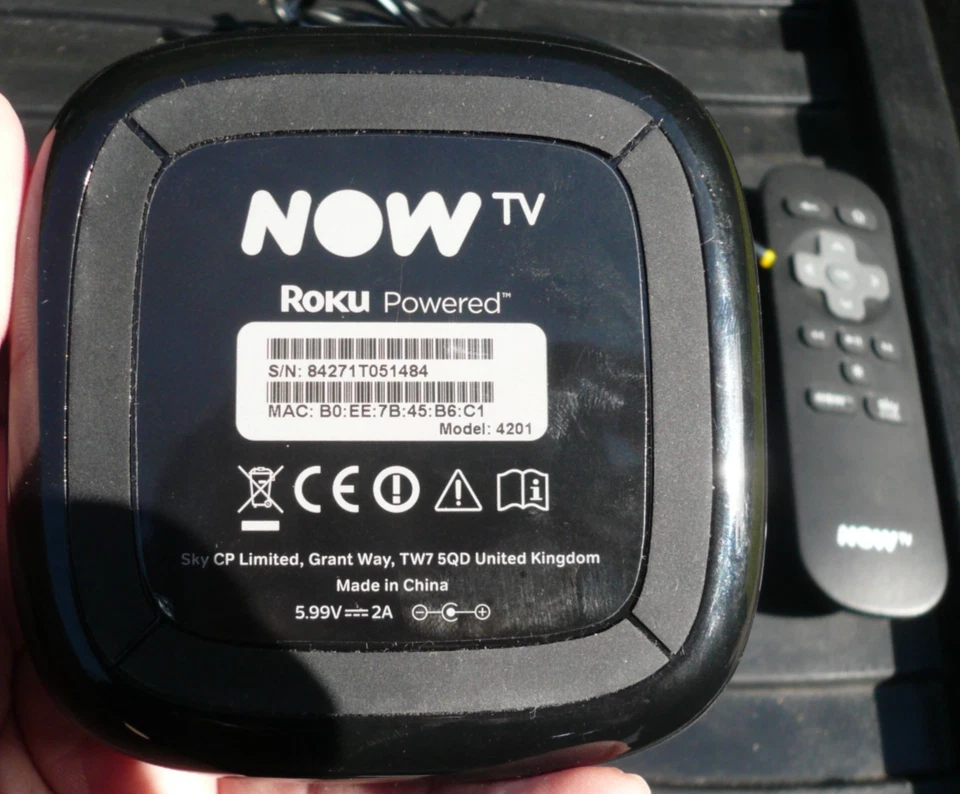 NOW TV
ROKU Powered™
S/N: 84271T051484
MAC: B0:EE:7B:45:B6:C1
Model: 4201
CE
Sky CP Limited, Grant Way, TW7 5QD United Kingdom
Made in China
5.99V 2A
NOW TV